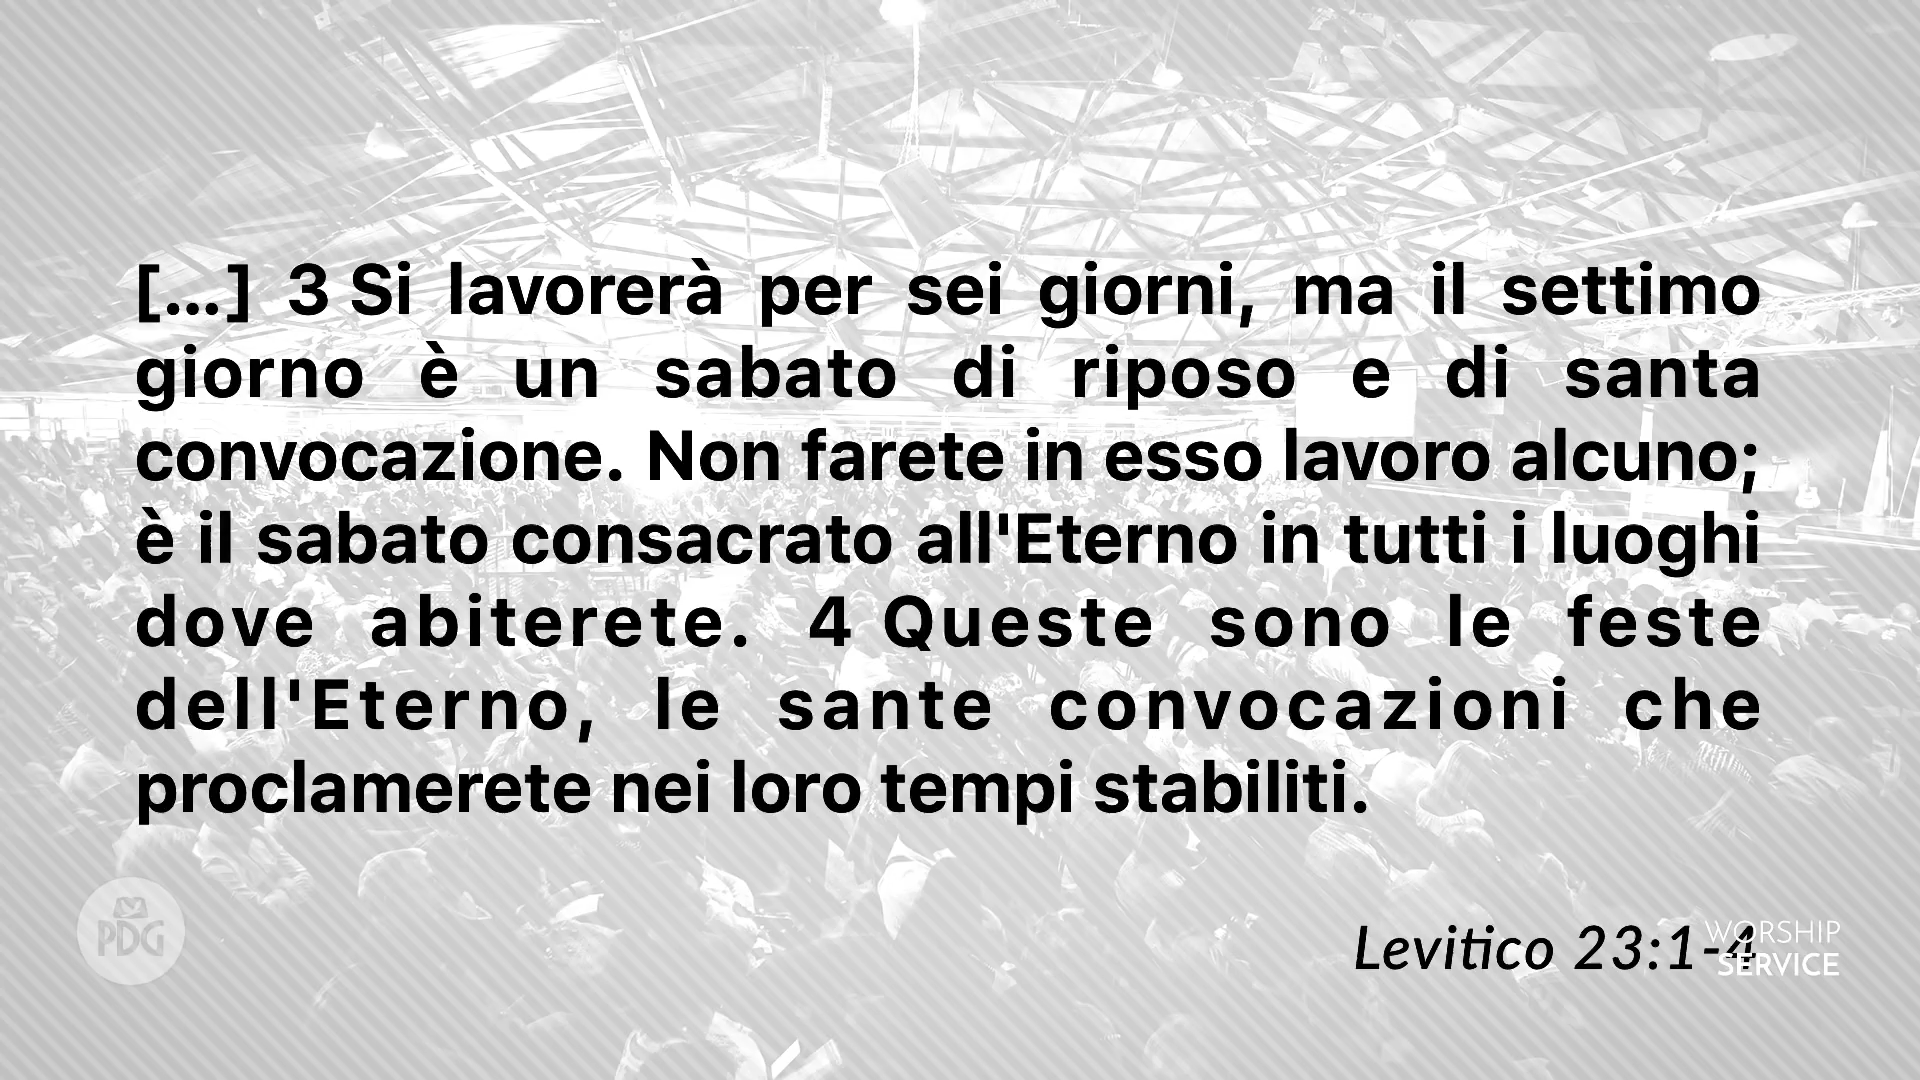 [...] 3 Si lavorerà per sei giorni, ma il settimo
giorno è un sabato di riposo e di santa
convocazione. Non farete in esso lavoro alcuno;
è il sabato consacrato all'Eterno in tutti i luoghi
dove abiterete. 4 Queste sono le feste
dell'Eterno, le sante convocazioni che
proclamerete nei loro tempi stabiliti.
PDG
Levitico 23:1-4
WORSHIP
SERVICE